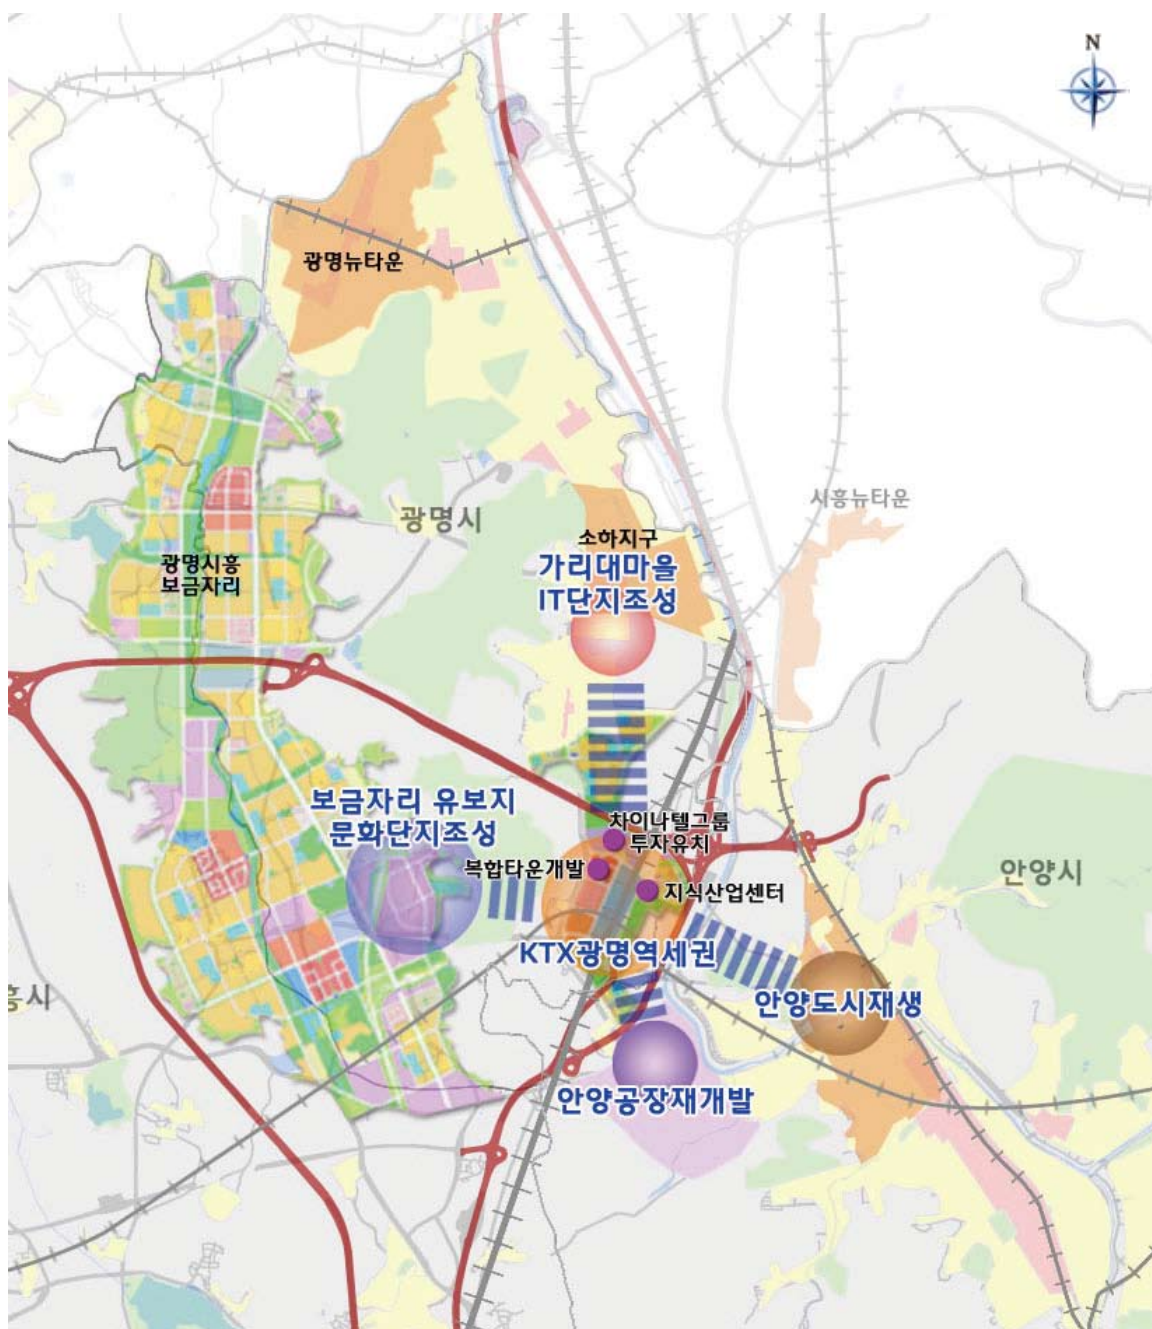 N
광명뉴타운
시흥뉴타운
광명시
소하지구
가리대마을
IT단지조성
광명시흥
보금자리
보금자리 유보지
문화단지조성
차이나텔그룹
투자유치
복합타운개발
지식산업센터
안양시
KTX광명역세권
흥시
안양도시재생
안양공장재개발